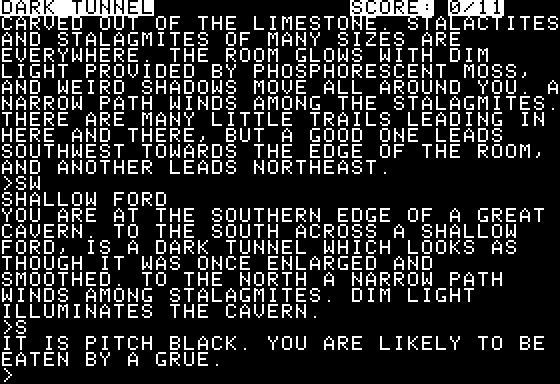 DARK TUNNEL SCORE: 0/11
CARVED OUT OF THE LIMESTONE. STALACTITES
AND STALAGMITES OF MANY SIZES ARE
EVERYWHERE. THE ROOM GLOWS WITH DIM
LIGHT PROVIDED BY PHOSPHORESCENT MOSS,
AND WEIRD SHADOWS MOVE ALL AROUND YOU. A
NARROW PATH WINDS AMONG THE STALAGMITES.
THERE ARE MANY LITTLE TRAILS LEADING IN
HERE AND THERE, BUT A GOOD ONE LEADS
SOUTHWEST TOWARDS THE EDGE OF THE ROOM,
AND ANOTHER LEADS NORTHEAST.
>SW
SHALLOW FORD
YOU ARE AT THE SOUTHERN EDGE OF A GREAT
CAVERN. TO THE SOUTH ACROSS A SHALLOW
FORD, IS A DARK TUNNEL WHICH LOOKS AS
THOUGH IT WAS ONCE ENLARGED AND
SMOOTHED. TO THE NORTH A NARROW PATH
WINDS AMONG STALAGMITES. DIM LIGHT
ILLUMINATES THE CAVERN.
>S
IT IS PITCH BLACK. YOU ARE LIKELY TO BE
EATEN BY A GRUE.
>